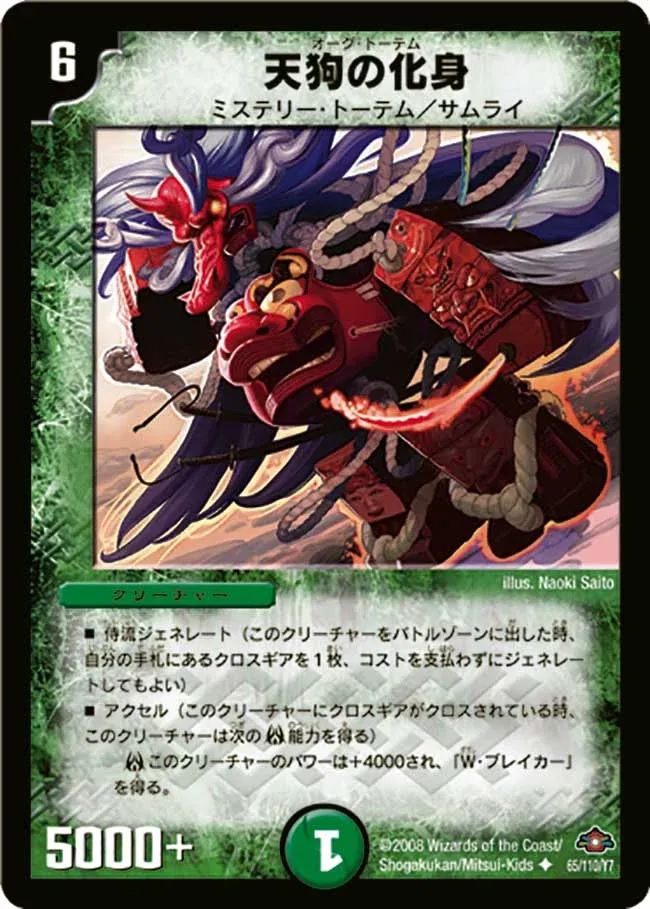 6
オーグ・トーテム
天狗の化身
ミステリー・トーテム／サムライ
illus. Naoki Saito
クリーチャー
■ 侍流ジェネレート（このクリーチャーをバトルゾーンに出した時、
自分の手札にあるクロスギアを1枚、コストを支払わずにジェネレー
トしてもよい）
■ アクセル（このクリーチャーにクロスギアがクロスされている時、
このクリーチャーは次の能力を得る）
このクリーチャーのパワーは＋4000され、「W・ブレイカー」
を得る。
5000+
1
©2008 Wizards of the Coast/
Shogakukan/Mitsui-Kids
65/110/Y7